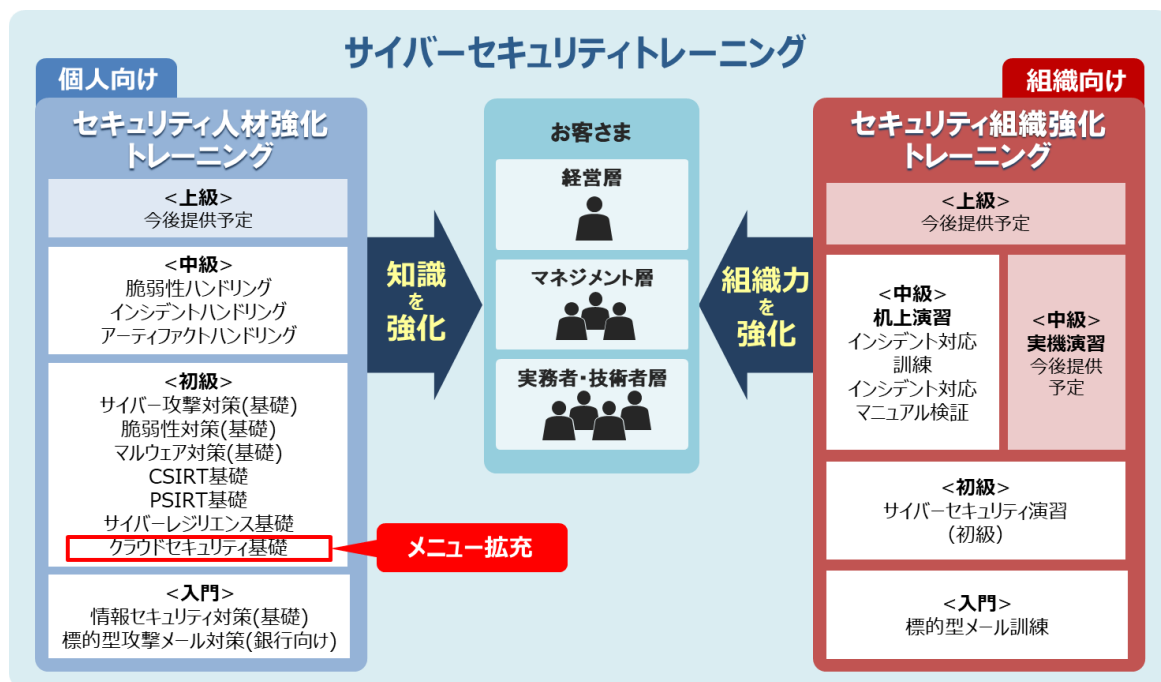 サイバーセキュリティトレーニング
個人向け
セキュリティ人材強化
トレーニング
<上級>
今後提供予定
<中級>
脆弱性ハンドリング
インシデントハンドリング
アーティファクトハンドリング
<初級>
サイバー攻撃対策(基礎)
脆弱性対策(基礎)
マルウェア対策(基礎)
CSIRT基礎
PSIRT基礎
サイバーレジリエンス基礎
クラウドセキュリティ基礎
メニュー拡充
<入門>
情報セキュリティ対策(基礎)
標的型攻撃メール対策(銀行向け)
知識
を
強化
お客さま
経営層
マネジメント層
実務者・技術者層
組織力
を
強化
組織向け
セキュリティ組織強化
トレーニング
<上級>
今後提供予定
<中級>
机上演習
インシデント対応
訓練
インシデント対応
マニュアル検証
<中級>
実機演習
今後提供
予定
<初級>
サイバーセキュリティ演習
(初級)
<入門>
標的型メール訓練